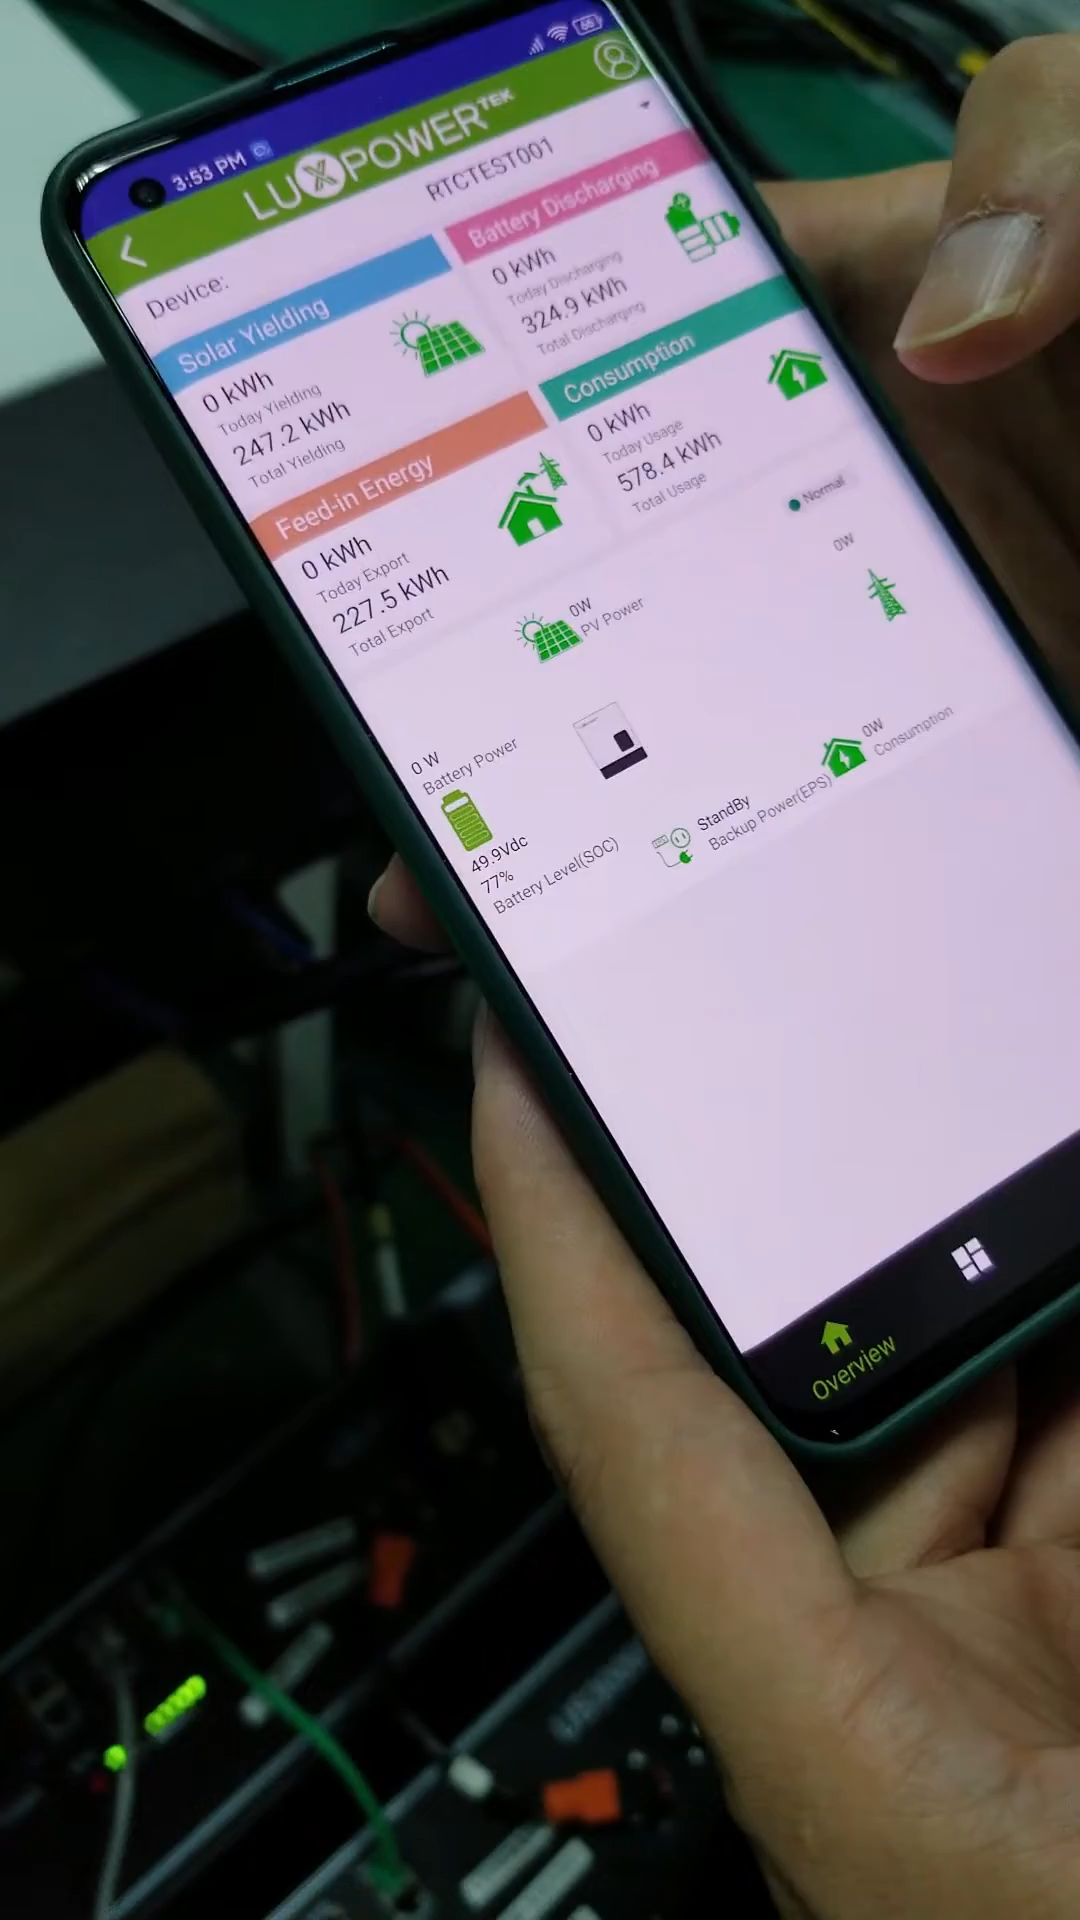 3:53 PM
66
LUXPOWERTEK
Device:
RTCTEST001
Solar Yielding
0 kWh
Today Yielding
247.2 kWh
Total Yielding
Battery Discharging
0 kWh
Today Discharging
324.9 kWh
Total Discharging
Feed-in Energy
0 kWh
Today Export
227.5 kWh
Total Export
Consumption
0 kWh
Today Usage
578.4 kWh
Total Usage
Normal
0W
PV Power
0W
0 W
Battery Power
49.9Vdc
77%
Battery Level(SOC)
StandBy
Backup Power(EPS)
0W
Consumption
Overview